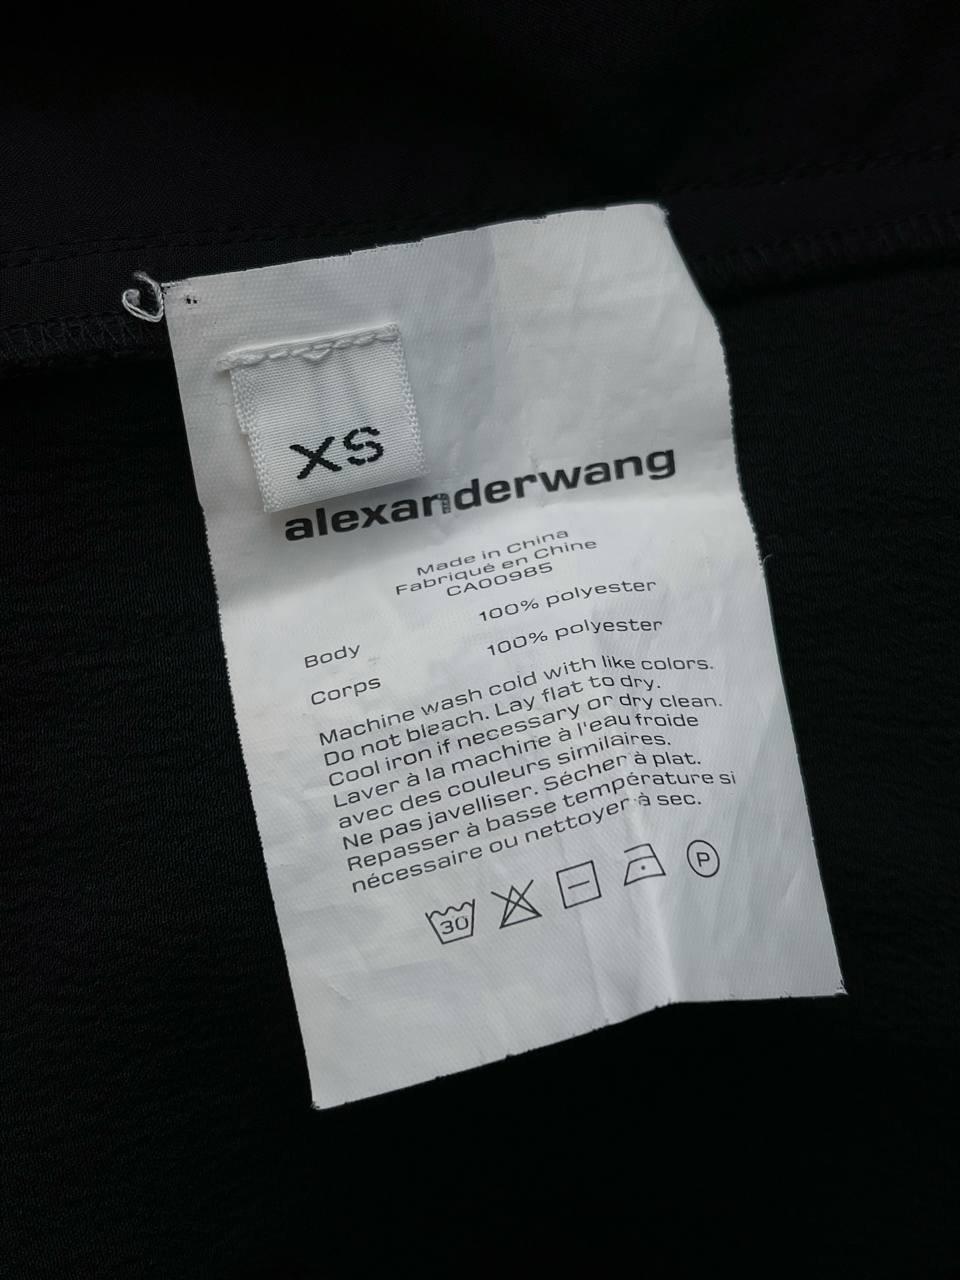 XS
alexanderwang
Made in China
Fabriqué en Chine
CA00985
100% polyester
Body
100% polyester
Corps
Machine wash cold with like colors.
Do not bleach. Lay flat to dry.
Cool iron if necessary or dry clean.
Laver à la machine à l'eau froide
avec des couleurs similaires.
Ne pas javelliser. Sécher à plat.
Repasser à basse température si
nécessaire ou nettoyer à sec.
30 P